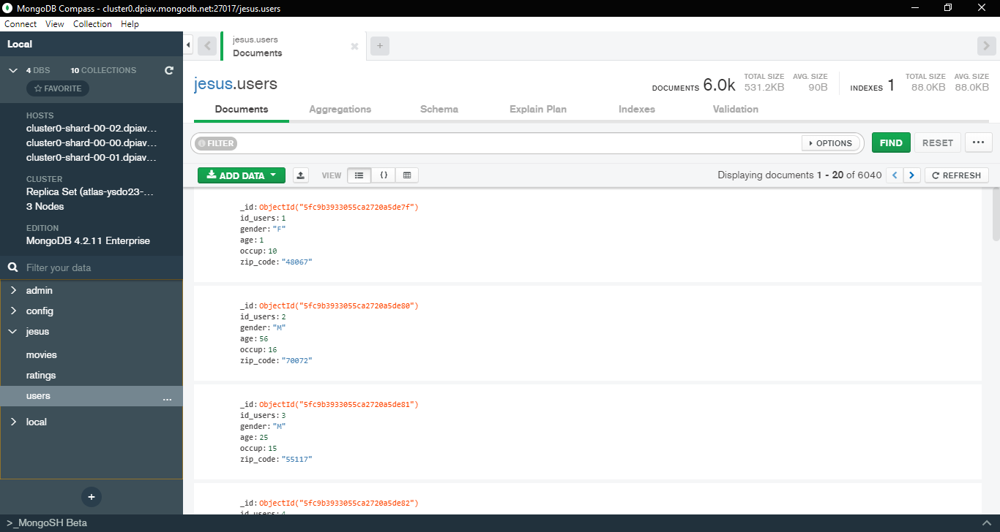 MongoDB Compass - cluster0.dpiav.mongodb.net:27017/jesus.users
Connect View Collection Help
Local
4 DBS 10 COLLECTIONS
FAVORITE
HOSTS
cluster0-shard-00-02.dpiav...
cluster0-shard-00-00.dpiav...
cluster0-shard-00-01.dpiav...
CLUSTER
Replica Set (atlas-ysdo23-...
3 Nodes
EDITION
MongoDB 4.2.11 Enterprise
Filter your data
admin
config
jesus
movies
ratings
users ...
local
>_MongoSH Beta
jesus.users
Documents
jesus.users
DOCUMENTS 6.0k TOTAL SIZE 531.2KB AVG. SIZE 90B INDEXES 1 TOTAL SIZE 88.0KB AVG. SIZE 88.0KB
Documents Aggregations Schema Explain Plan Indexes Validation
FILTER OPTIONS FIND RESET ...
ADD DATA VIEW {} Displaying documents 1 - 20 of 6040 < > REFRESH
_id: ObjectId("5fc9b3933055ca2720a5de7f")
id_users: 1
gender: "F"
age: 1
occup: 10
zip_code: "48067"
_id: ObjectId("5fc9b3933055ca2720a5de80")
id_users: 2
gender: "M"
age: 56
occup: 16
zip_code: "70072"
_id: ObjectId("5fc9b3933055ca2720a5de81")
id_users: 3
gender: "M"
age: 25
occup: 15
zip_code: "55117"
_id: ObjectId("5fc9b3933055ca2720a5de82")
id_users: 4